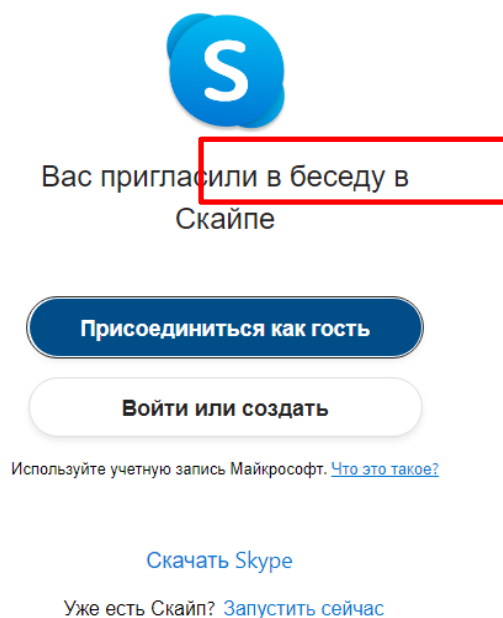 S
Вас пригласили в беседу в
Скайпе
Присоединиться как гость
Войти или создать
Используйте учетную запись Майкрософт. Что это такое?
Скачать Skype
Уже есть Скайп? Запустить сейчас